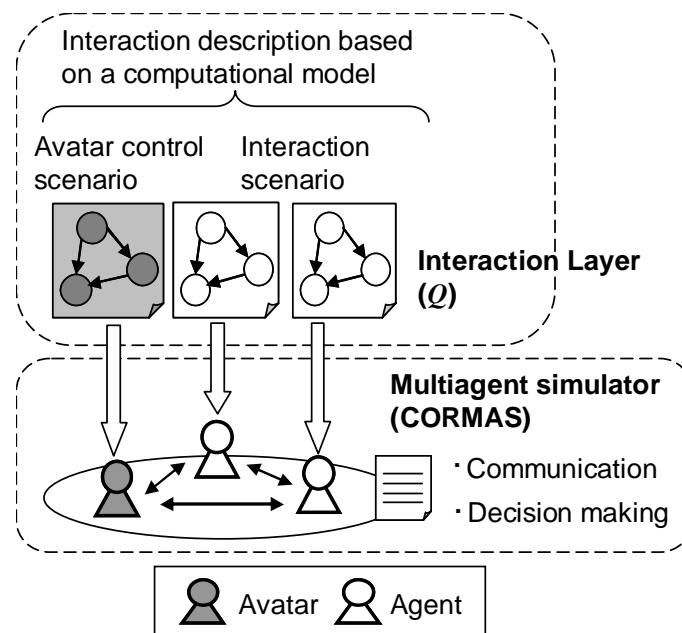 Interaction description based
on a computational model
Avatar control
scenario
Interaction
scenario
Interaction Layer
(Q)
Multiagent simulator
(CORMAS)
・Communication
・Decision making
Avatar
Agent